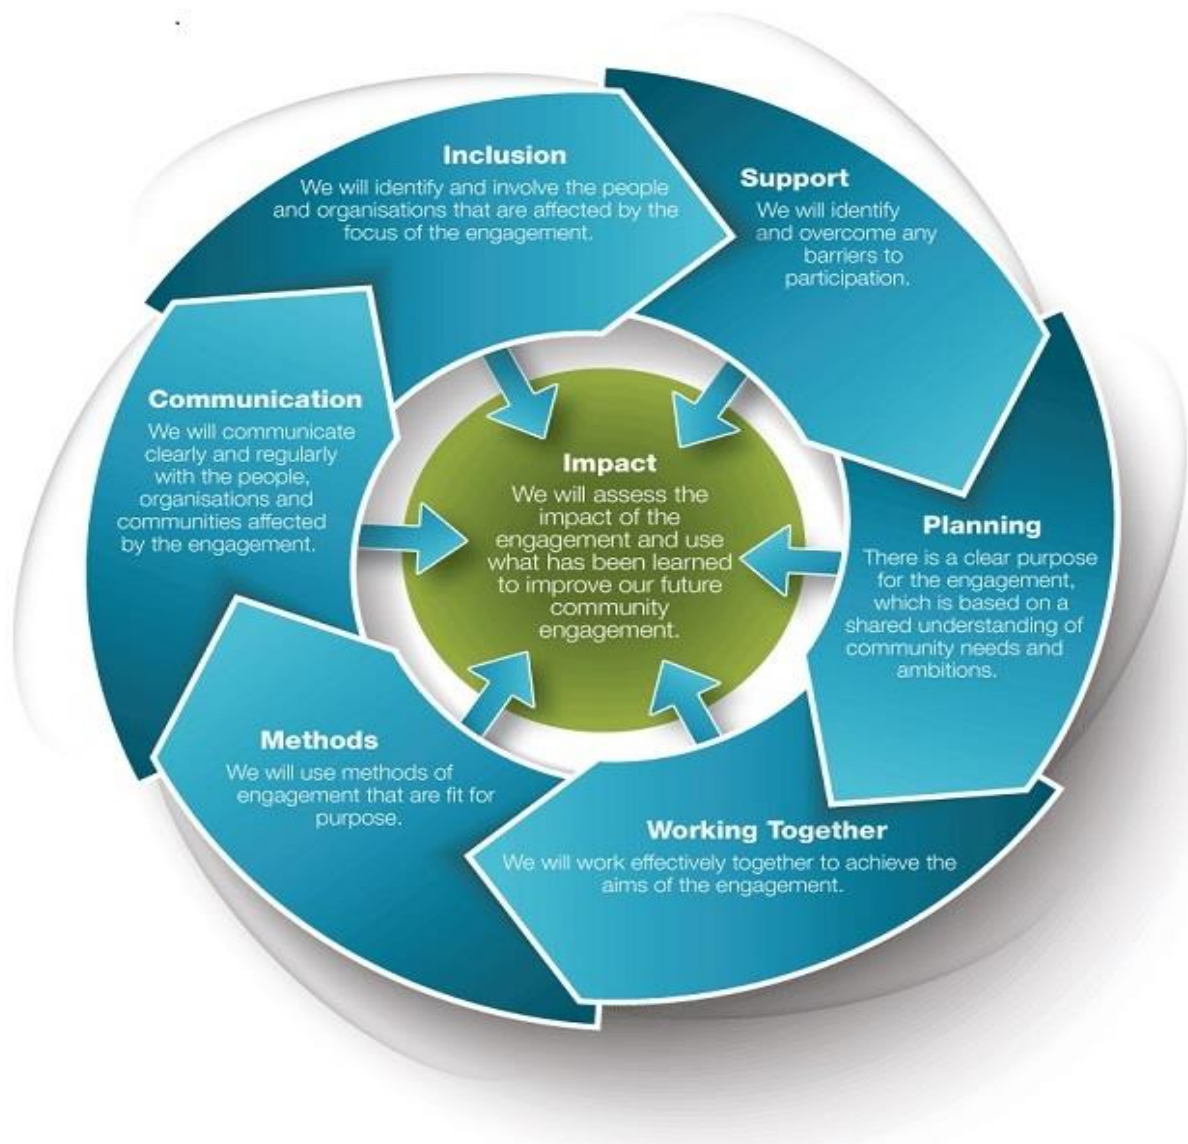 Inclusion
We will identify and involve the people
and organisations that are affected by the
focus of the engagement.
Support
We will identify
and overcome any
barriers to
participation.
Planning
There is a clear purpose
for the engagement,
which is based on a
shared understanding of
community needs and
ambitions.
Working Together
We will work effectively together to achieve the
aims of the engagement.
Methods
We will use methods of
engagement that are fit for
purpose.
Communication
We will communicate
clearly and regularly
with the people,
organisations and
communities affected
by the engagement.
Impact
We will assess the
impact of the
engagement and use
what has been learned
to improve our future
community
engagement.